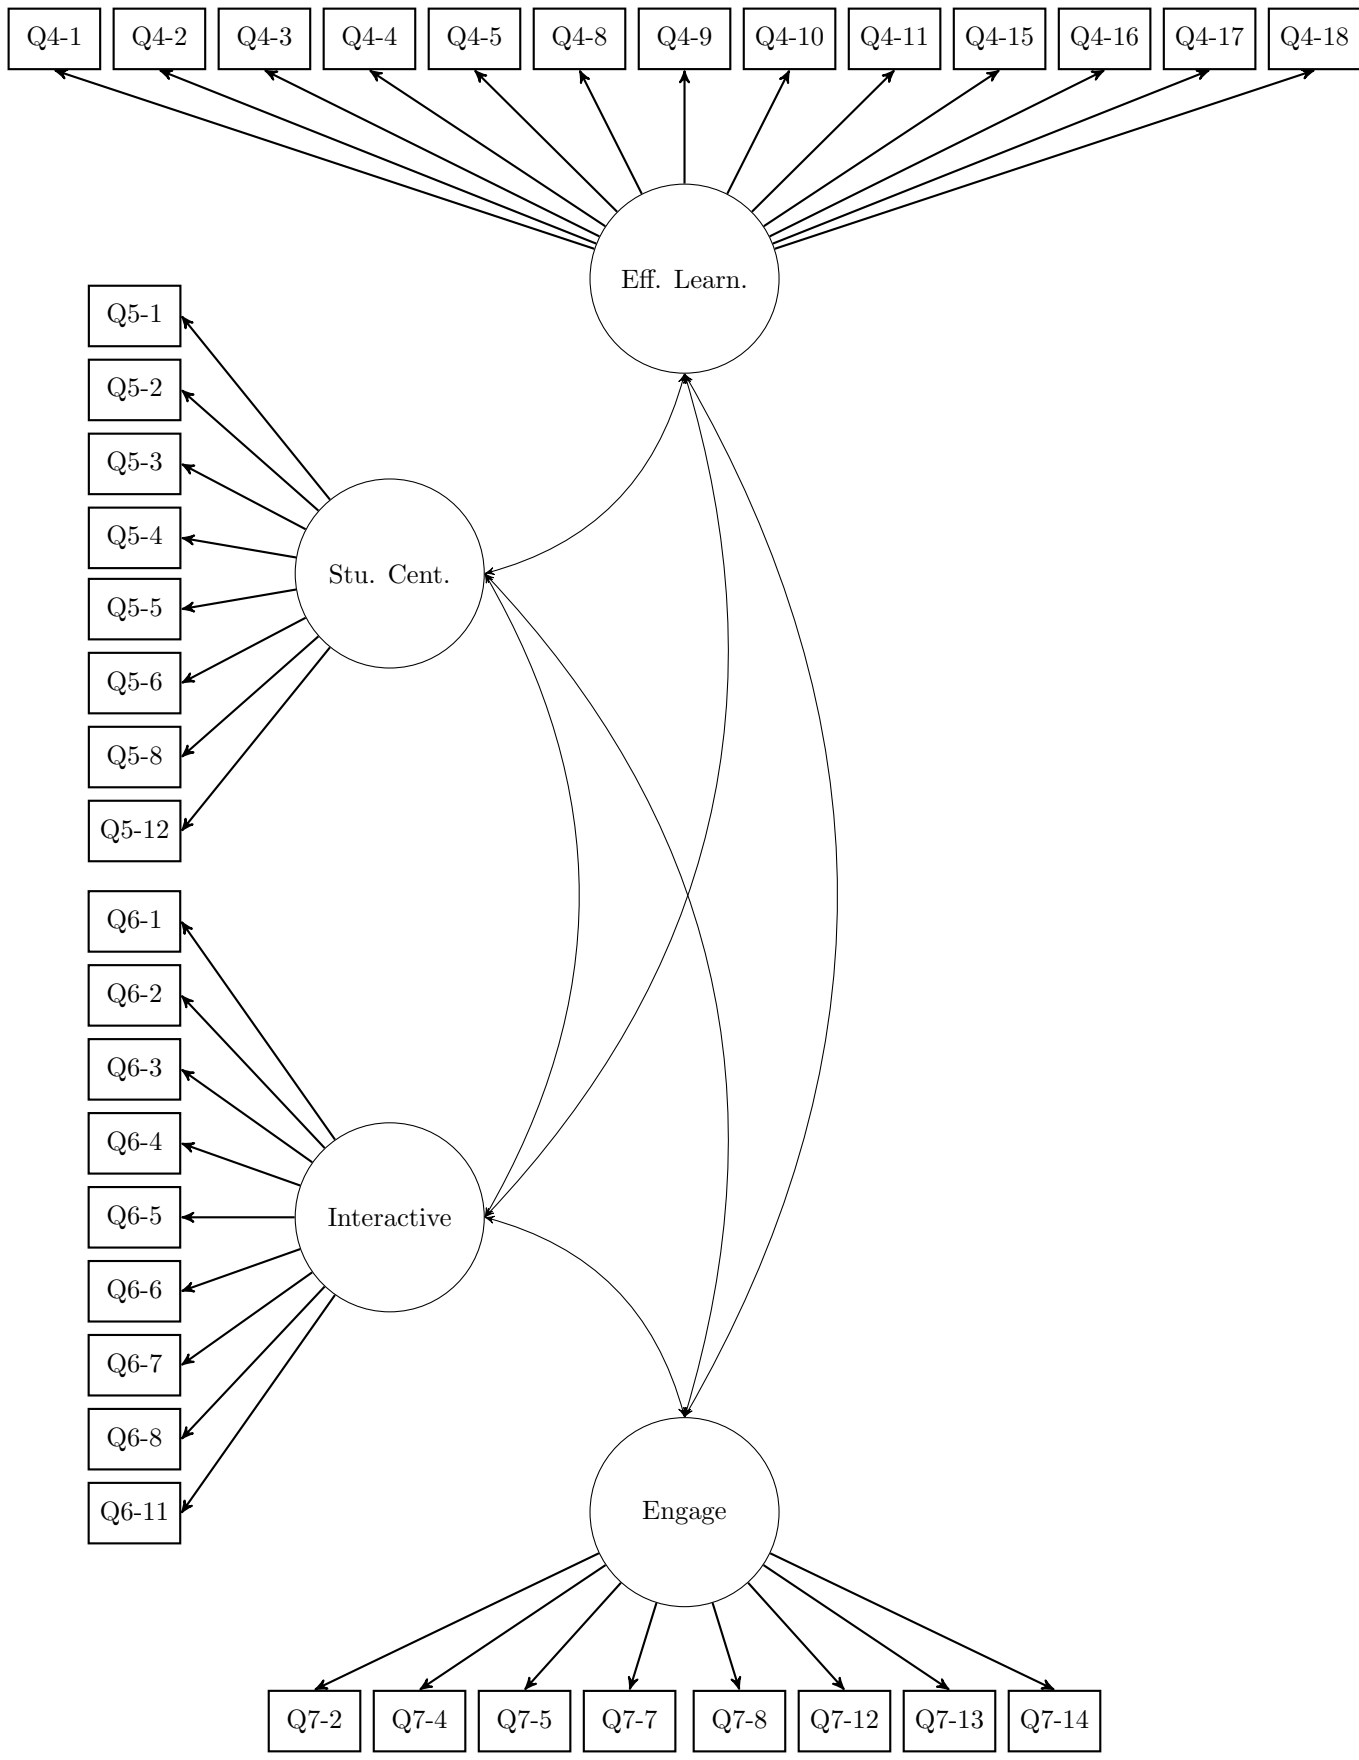 Q4-1 Q4-2 Q4-3 Q4-4 Q4-5 Q4-8 Q4-9 Q4-10 Q4-11 Q4-15 Q4-16 Q4-17 Q4-18
Eff. Learn.
Q5-1
Q5-2
Q5-3
Q5-4
Stu. Cent.
Q5-5
Q5-6
Q5-8
Q5-12
Q6-1
Q6-2
Q6-3
Q6-4
Q6-5
Interactive
Q6-6
Q6-7
Q6-8
Q6-11
Engage
Q7-2 Q7-4 Q7-5 Q7-7 Q7-8 Q7-12 Q7-13 Q7-14